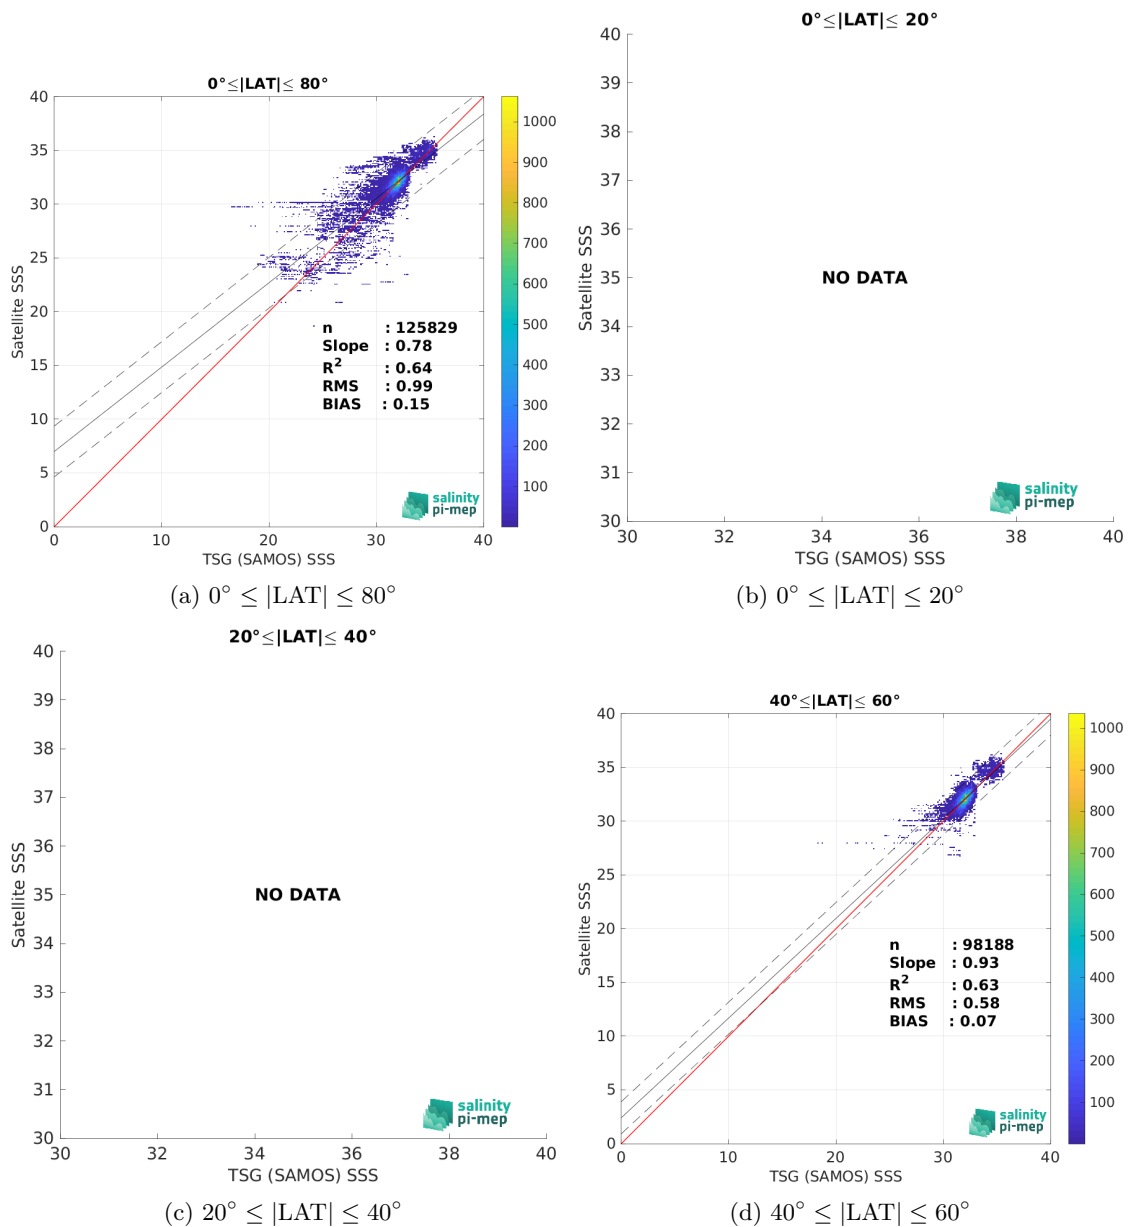 0°≤|LAT|≤ 80°
40
35
30
25
20
15
10
5
0
Satellite SSS
0
10
20
30
40
TSG (SAMOS) SSS
n : 125829
Slope : 0.78
R² : 0.64
RMS : 0.99
BIAS : 0.15
salinity
pi-mep
1000
900
800
700
600
500
400
300
200
100
(a) 0° ≤ |LAT| ≤ 80°
0°≤|LAT|≤ 20°
40
39
38
37
36
35
34
33
32
31
30
Satellite SSS
NO DATA
salinity
pi-mep
30
32
34
36
38
40
TSG (SAMOS) SSS
(b) 0° ≤ |LAT| ≤ 20°
20°≤|LAT|≤ 40°
40
39
38
37
36
35
34
33
32
31
30
Satellite SSS
NO DATA
salinity
pi-mep
30
32
34
36
38
40
TSG (SAMOS) SSS
(c) 20° ≤ |LAT| ≤ 40°
40°≤|LAT|≤ 60°
40
35
30
25
20
15
10
5
0
Satellite SSS
n : 98188
Slope : 0.93
R² : 0.63
RMS : 0.58
BIAS : 0.07
salinity
pi-mep
0
10
20
30
40
TSG (SAMOS) SSS
1000
900
800
700
600
500
400
300
200
100
(d) 40° ≤ |LAT| ≤ 60°